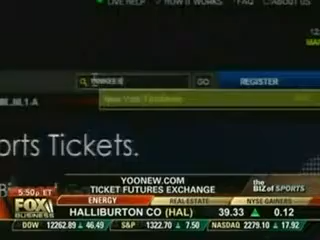 LIVE HELP HOW IT WORKS FAQ ABOUT US
YANKEES GO REGISTER
New York Yankees
orts Tickets.
5:50p ET
YOONEW.COM
TICKET FUTURES EXCHANGE
the BIZ of SPORTS
FOX
BUSINESS
ENERGY REAL ESTATE NYSE GAINERS
HALLIBURTON CO (HAL) 39.33 0.12
DOW 12262.89 46.49 S&P 1322.70 7.50 NASDAQ 2279.10 17.92